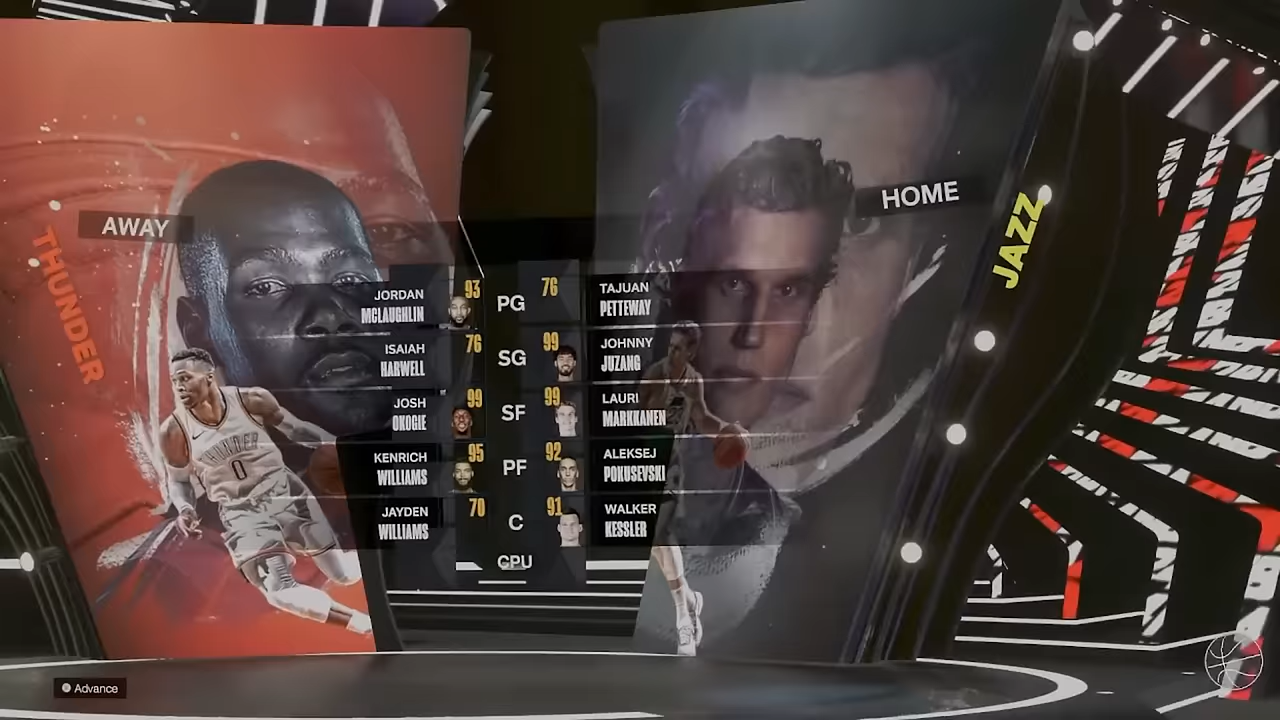 AWAY
HOME
THUNDER
JAZZ
JORDAN
MCLAUGHLIN
93
PG
76
TAJUAN
PETTEWAY
ISAIAH
HARWELL
76
SG
99
JOHNNY
JUZANG
JOSH
OKOGIE
99
SF
99
LAURI
MARKKANEN
KENRICH
WILLIAMS
95
PF
92
ALEKSEJ
POKUSEVSKI
JAYDEN
WILLIAMS
70
C
91
WALKER
KESSLER
CPU
THUNDER
0
Advance